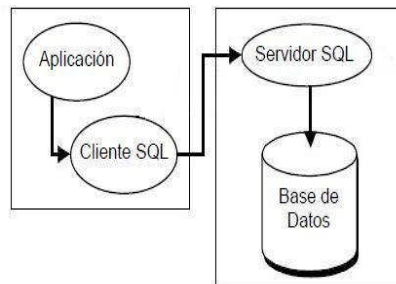 Aplicación
Cliente SQL
Servidor SQL
Base de
Datos